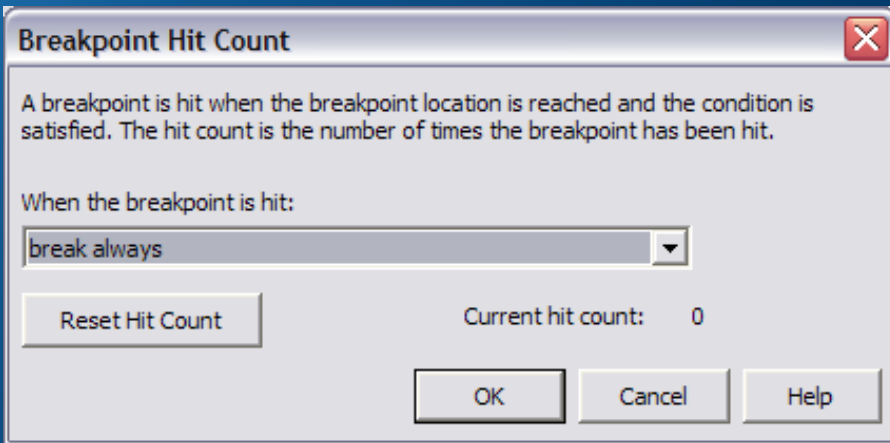 Breakpoint Hit Count
A breakpoint is hit when the breakpoint location is reached and the condition is
satisfied. The hit count is the number of times the breakpoint has been hit.
When the breakpoint is hit:
break always
Reset Hit Count
Current hit count: 0
OK
Cancel
Help